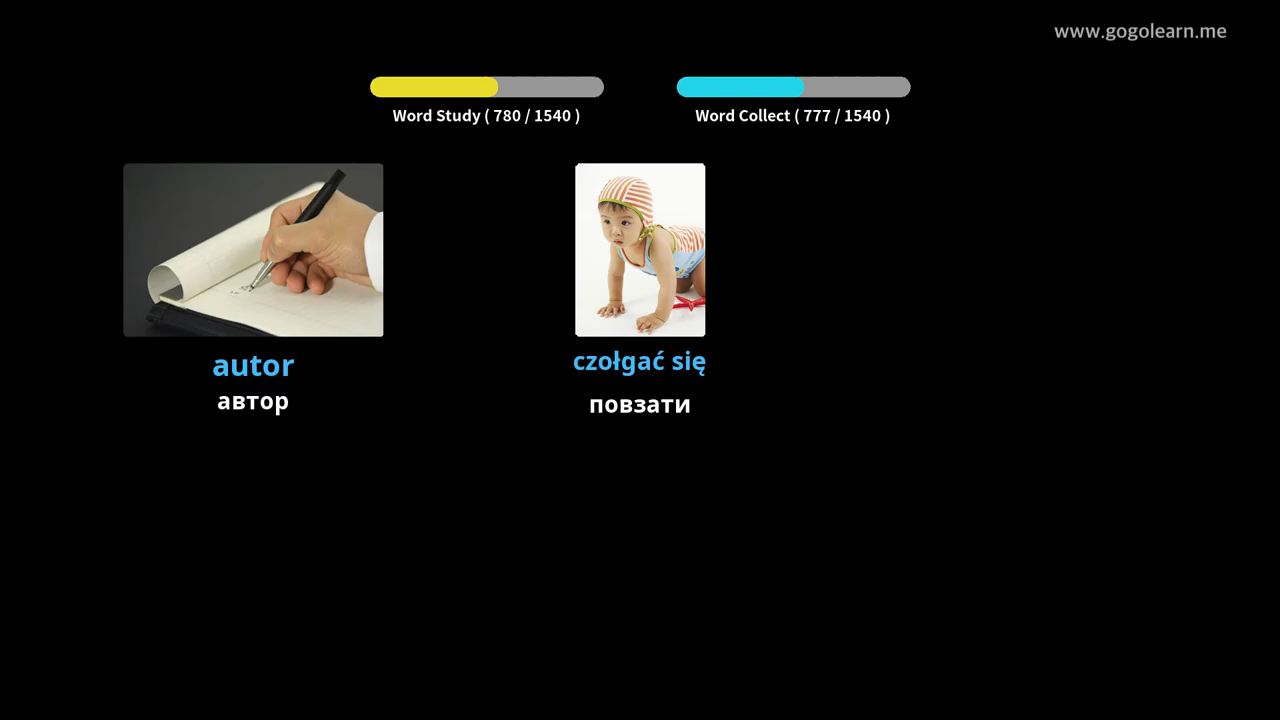 www.gogolearn.me
Word Study ( 780 / 1540 )
Word Collect ( 777 / 1540 )
autor
автор
czołgać się
повзати